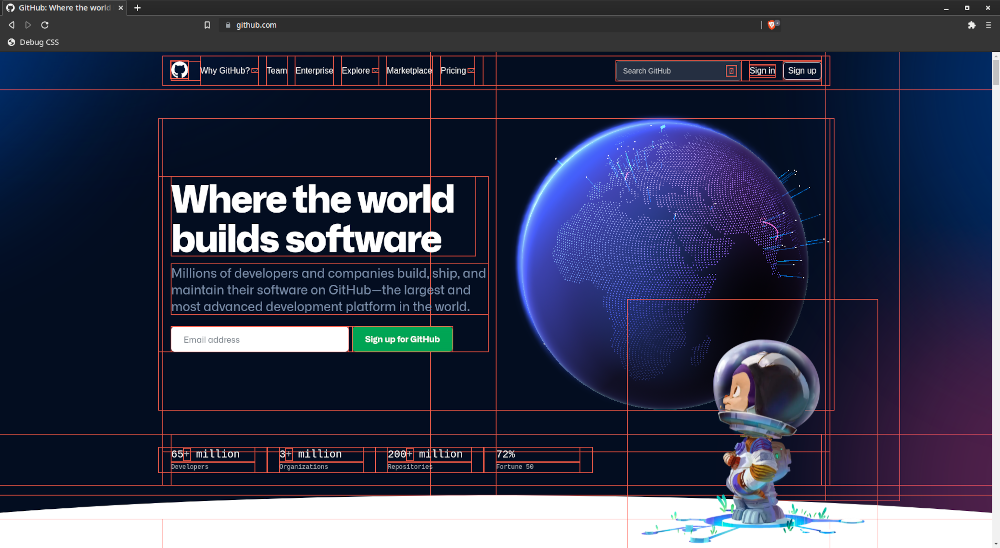 GitHub: Where the world
github.com
Debug CSS
Why GitHub?
Team
Enterprise
Explore
Marketplace
Pricing
Search GitHub
Sign in
Sign up
Where the world
builds software
Millions of developers and companies build, ship, and
maintain their software on GitHub—the largest and
most advanced development platform in the world.
Email address
Sign up for GitHub
65+ million
Developers
3+ million
Organizations
200+ million
Repositories
72%
Fortune 50